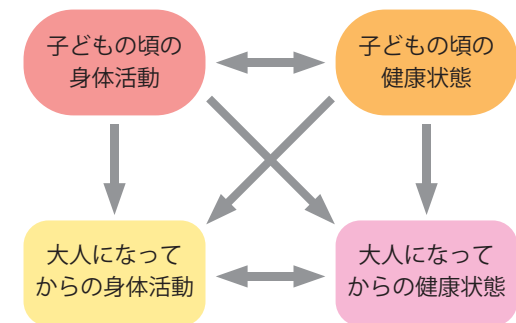 子どもの頃の
身体活動
子どもの頃の
健康状態
大人になって
からの身体活動
大人になって
からの健康状態